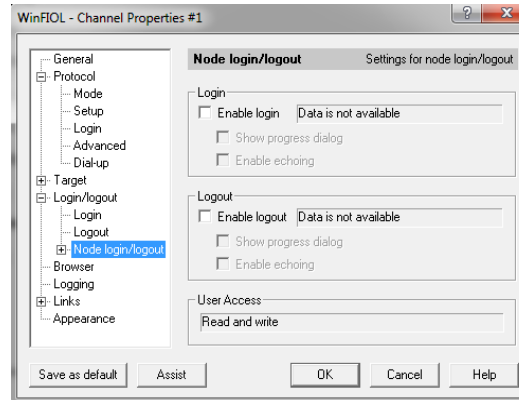 WinFIOL - Channel Properties #1
General
Protocol
Mode
Setup
Login
Advanced
Dial-up
Target
Login/logout
Login
Logout
Node login/logout
Browser
Logging
Links
Appearance
Node login/logout Settings for node login/logout
Login
Enable login Data is not available
Show progress dialog
Enable echoing
Logout
Enable logout Data is not available
Show progress dialog
Enable echoing
User Access
Read and write
Save as default Assist OK Cancel Help